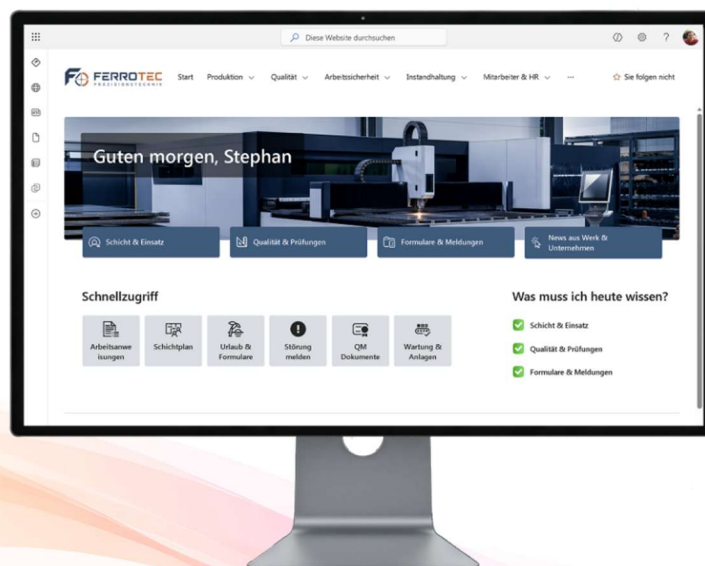 Diese Website durchsuchen
FERROTEC
PRÄZISIONSTECHNIK
Start Produktion Qualität Arbeitssicherheit Instandhaltung Mitarbeiter & HR ··· Sie folgen nicht
Guten morgen, Stephan
Schicht & Einsatz
Qualität & Prüfungen
Formulare & Meldungen
News aus Werk &
Unternehmen
Schnellzugriff
Arbeitsanwe
isungen
Schichtplan
Urlaub &
Formulare
Störung
melden
QM
Dokumente
Wartung &
Anlagen
Was muss ich heute wissen?
Schicht & Einsatz
Qualität & Prüfungen
Formulare & Meldungen